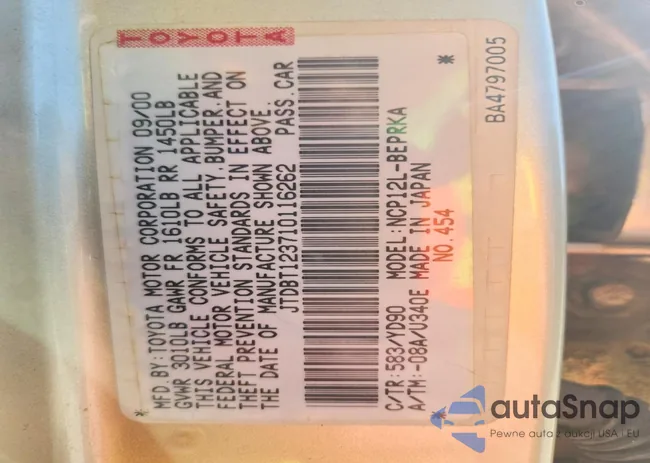 TOYOTA
MFD.BY:TOYOTA MOTOR CORPORATION 09/00
GVWR 3010LB GAWR FR 1610LB RR 1450LB
THIS VEHICLE CONFORMS TO ALL APPLICABLE
FEDERAL MOTOR VEHICLE SAFETY,BUMPER,AND
THEFT PREVENTION STANDARDS IN EFFECT ON
THE DATE OF MANUFACTURE SHOWN ABOVE.
JTDBT123710116262 PASS.CAR
* *
C/TR:583/YD90 MODEL:NCP12L-BEPRKA
A/TM:-08A/U340E MADE IN JAPAN
NO.454
BA4797005
autaSnap
Pewne auta z aukcji USA i EU